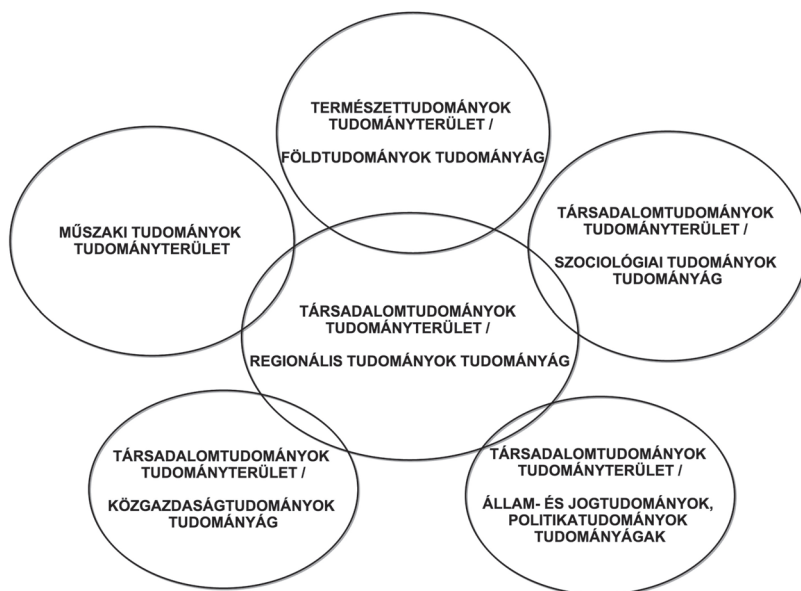 TERMÉSZETTUDOMÁNYOK
TUDOMÁNYTERÜLET /
FÖLDTUDOMÁNYOK TUDOMÁNYÁG
MŰSZAKI TUDOMÁNYOK
TUDOMÁNYTERÜLET
TÁRSADALOMTUDOMÁNYOK
TUDOMÁNYTERÜLET /
SZOCIOLÓGIAI TUDOMÁNYOK
TUDOMÁNYÁG
TÁRSADALOMTUDOMÁNYOK
TUDOMÁNYTERÜLET /
REGIONÁLIS TUDOMÁNYOK TUDOMÁNYÁG
TÁRSADALOMTUDOMÁNYOK
TUDOMÁNYTERÜLET /
KÖZGAZDASÁGTUDOMÁNYOK
TUDOMÁNYÁG
TÁRSADALOMTUDOMÁNYOK
TUDOMÁNYTERÜLET /
ÁLLAM- ÉS JOGTUDOMÁNYOK,
POLITIKATUDOMÁNYOK
TUDOMÁNYÁGAK